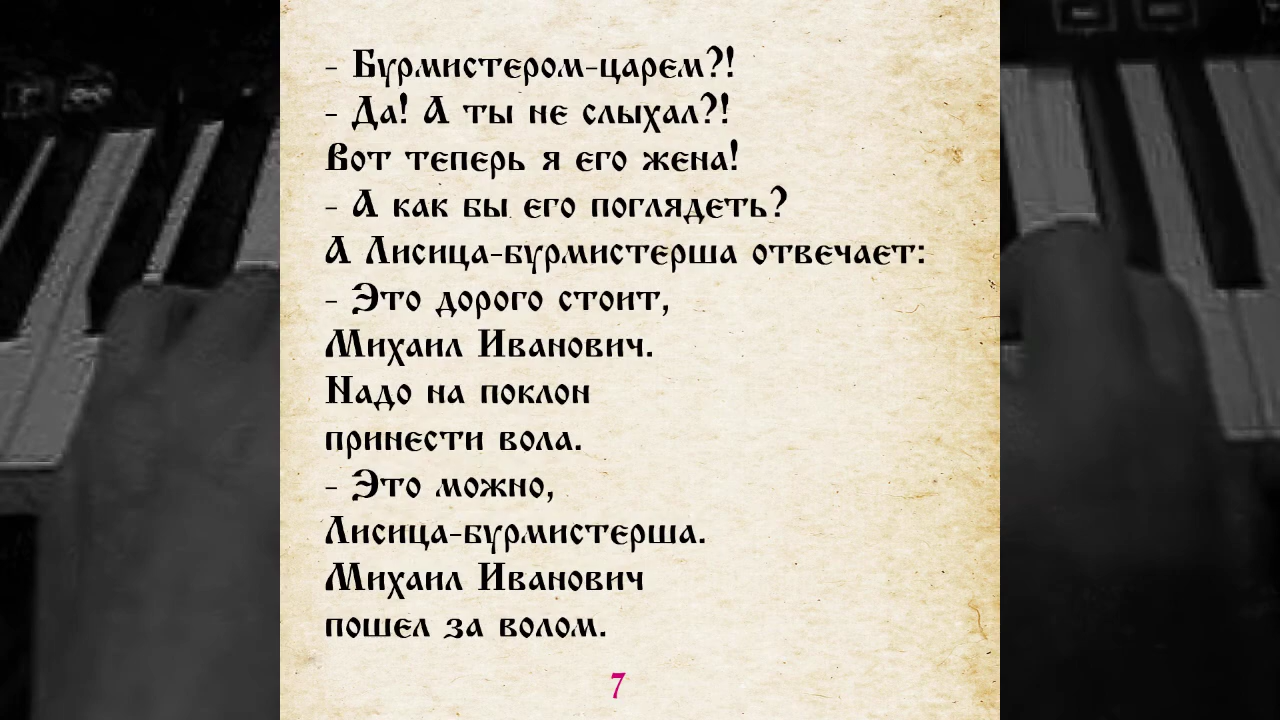 - Бурмистером-царем?!
- Да! А ты не слыхал?!
Вот теперь я его жена!
- А как бы его поглядеть?
А Лисица-бурмистерша отвечает:
- Это дорого стоит,
Михаил Иванович.
Надо на поклон
принести вола.
- Это можно,
Лисица-бурмистерша.
Михаил Иванович
пошел за волом.
7